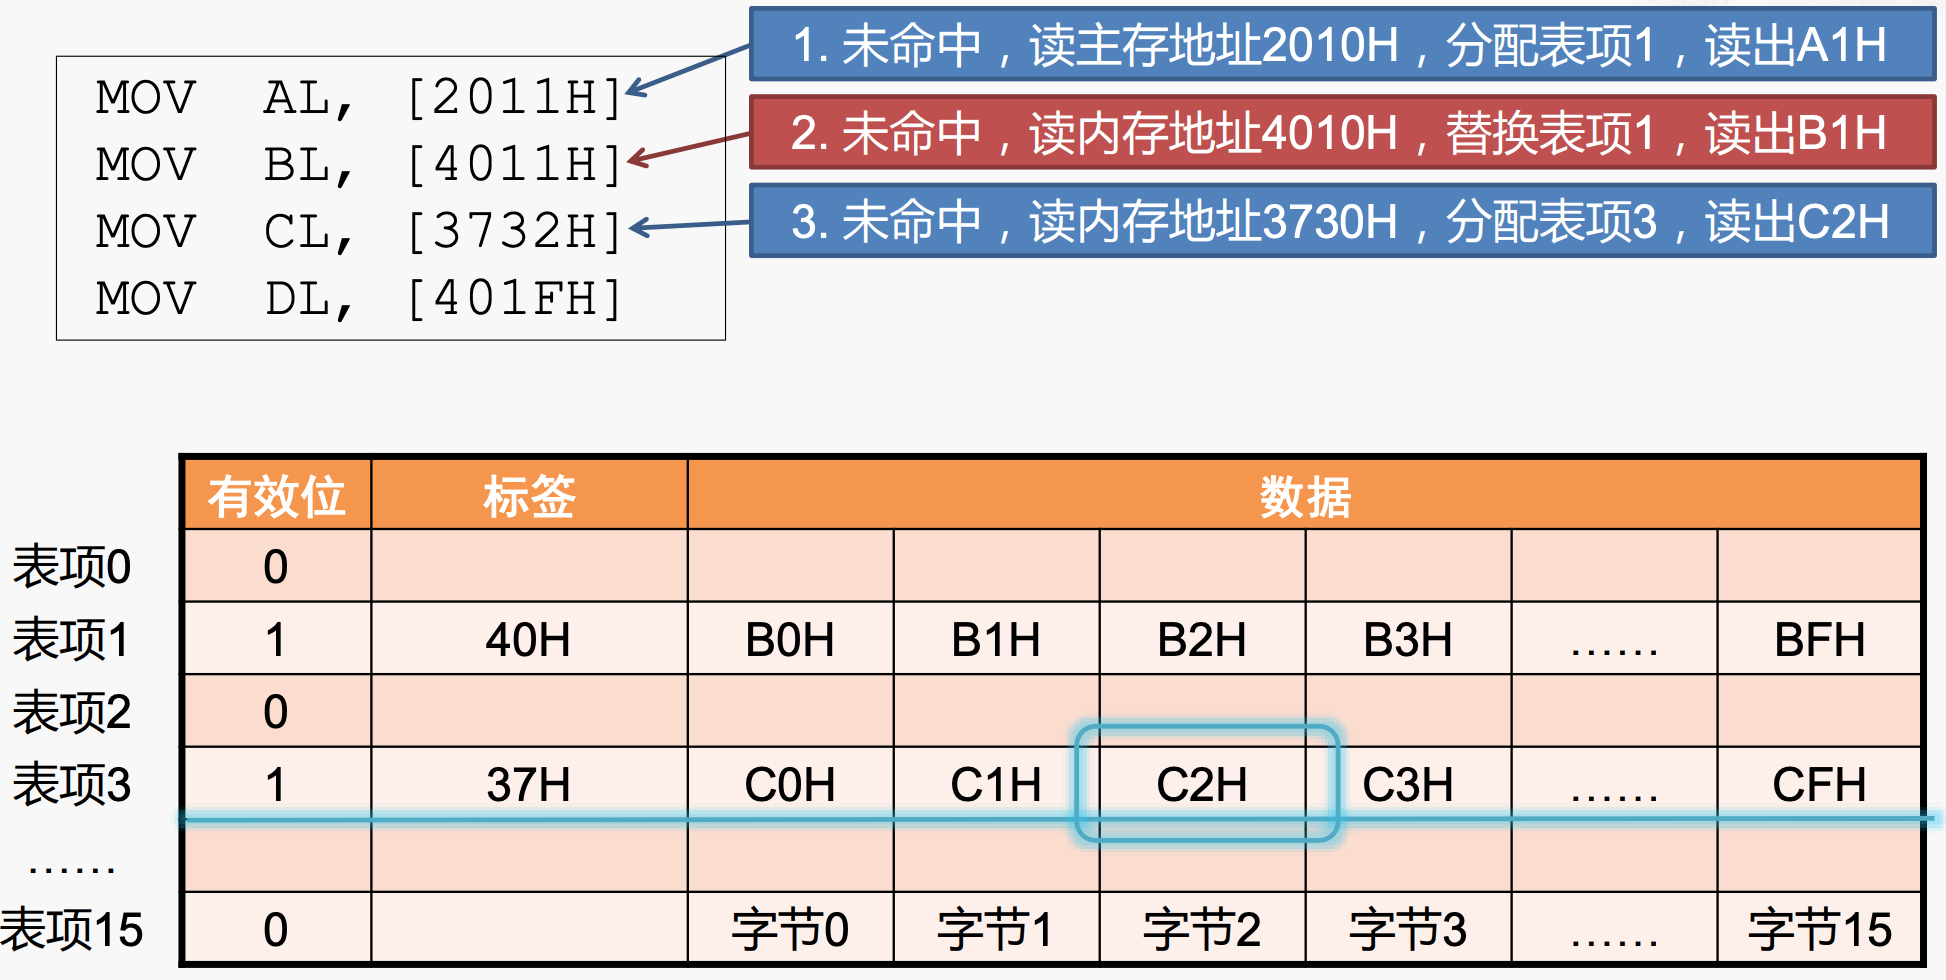 MOV AL, [2011H]
MOV BL, [4011H]
MOV CL, [3732H]
MOV DL, [401FH]
1. 未命中，读主存地址2010H，分配表项1，读出A1H
2. 未命中，读内存地址4010H，替换表项1，读出B1H
3. 未命中，读内存地址3730H，分配表项3，读出C2H
有效位 标签 数据
表项0 0
表项1 1 40H B0H B1H B2H B3H …… BFH
表项2 0
表项3 1 37H C0H C1H C2H C3H …… CFH
……
表项15 0 字节0 字节1 字节2 字节3 …… 字节15